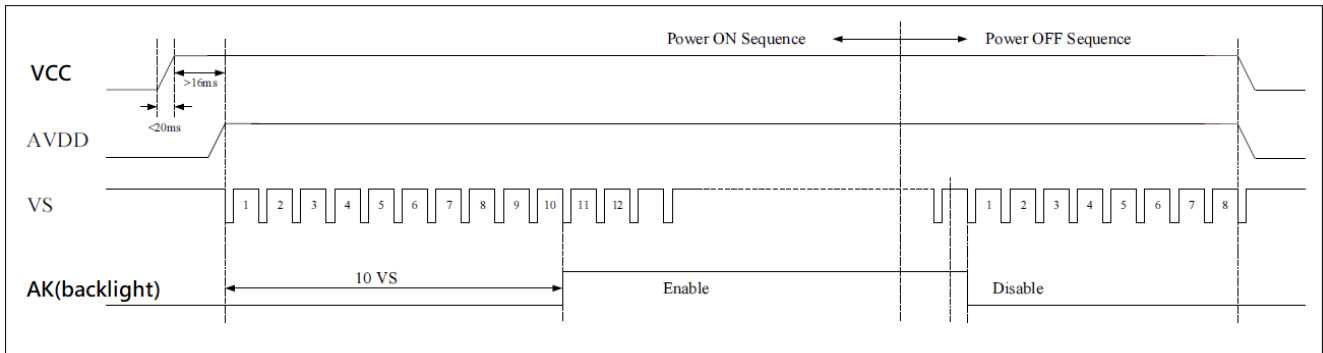 Power ON Sequence
Power OFF Sequence
VCC
>16ms
<20ms
AVDD
VS
1 2 3 4 5 6 7 8 9 10 11 12
1 2 3 4 5 6 7 8
10 VS
AK(backlight)
Enable
Disable